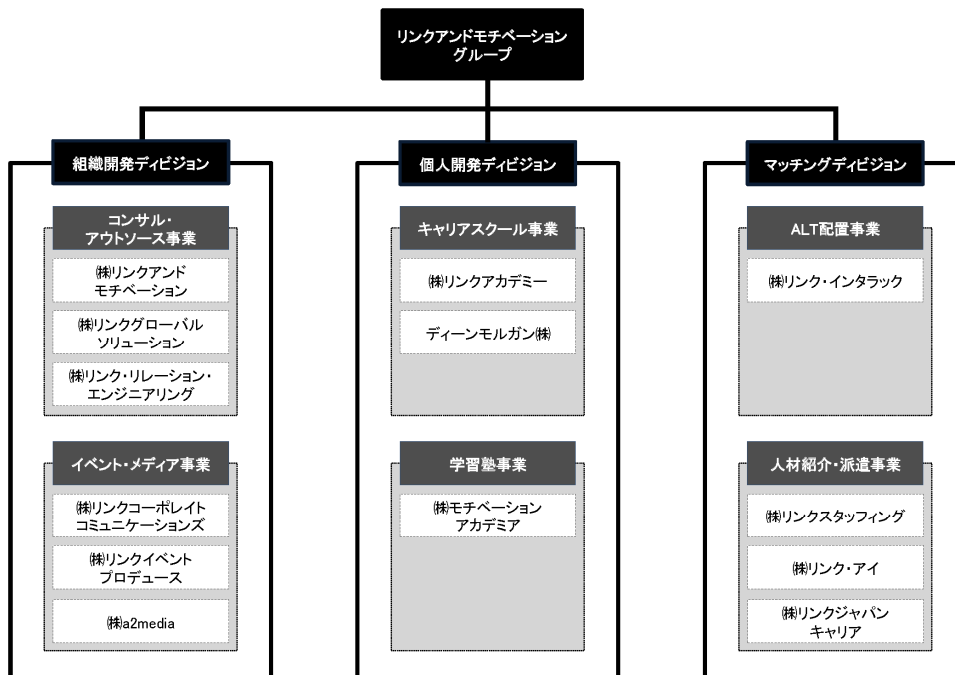 リンクアンドモチベーション
グループ
組織開発ディビジョン
コンサル・
アウトソース事業
㈱リンクアンド
モチベーション
㈱リンクグローバル
ソリューション
㈱リンク・リレーション・
エンジニアリング
イベント・メディア事業
㈱リンクコーポレイト
コミュニケーションズ
㈱リンクイベント
プロデュース
㈱a2media
個人開発ディビジョン
キャリアスクール事業
㈱リンクアカデミー
ディーンモルガン㈱
学習塾事業
㈱モチベーション
アカデミア
マッチングディビジョン
ALT配置事業
㈱リンク・インタラック
人材紹介・派遣事業
㈱リンクスタッフィング
㈱リンク・アイ
㈱リンクジャパン
キャリア